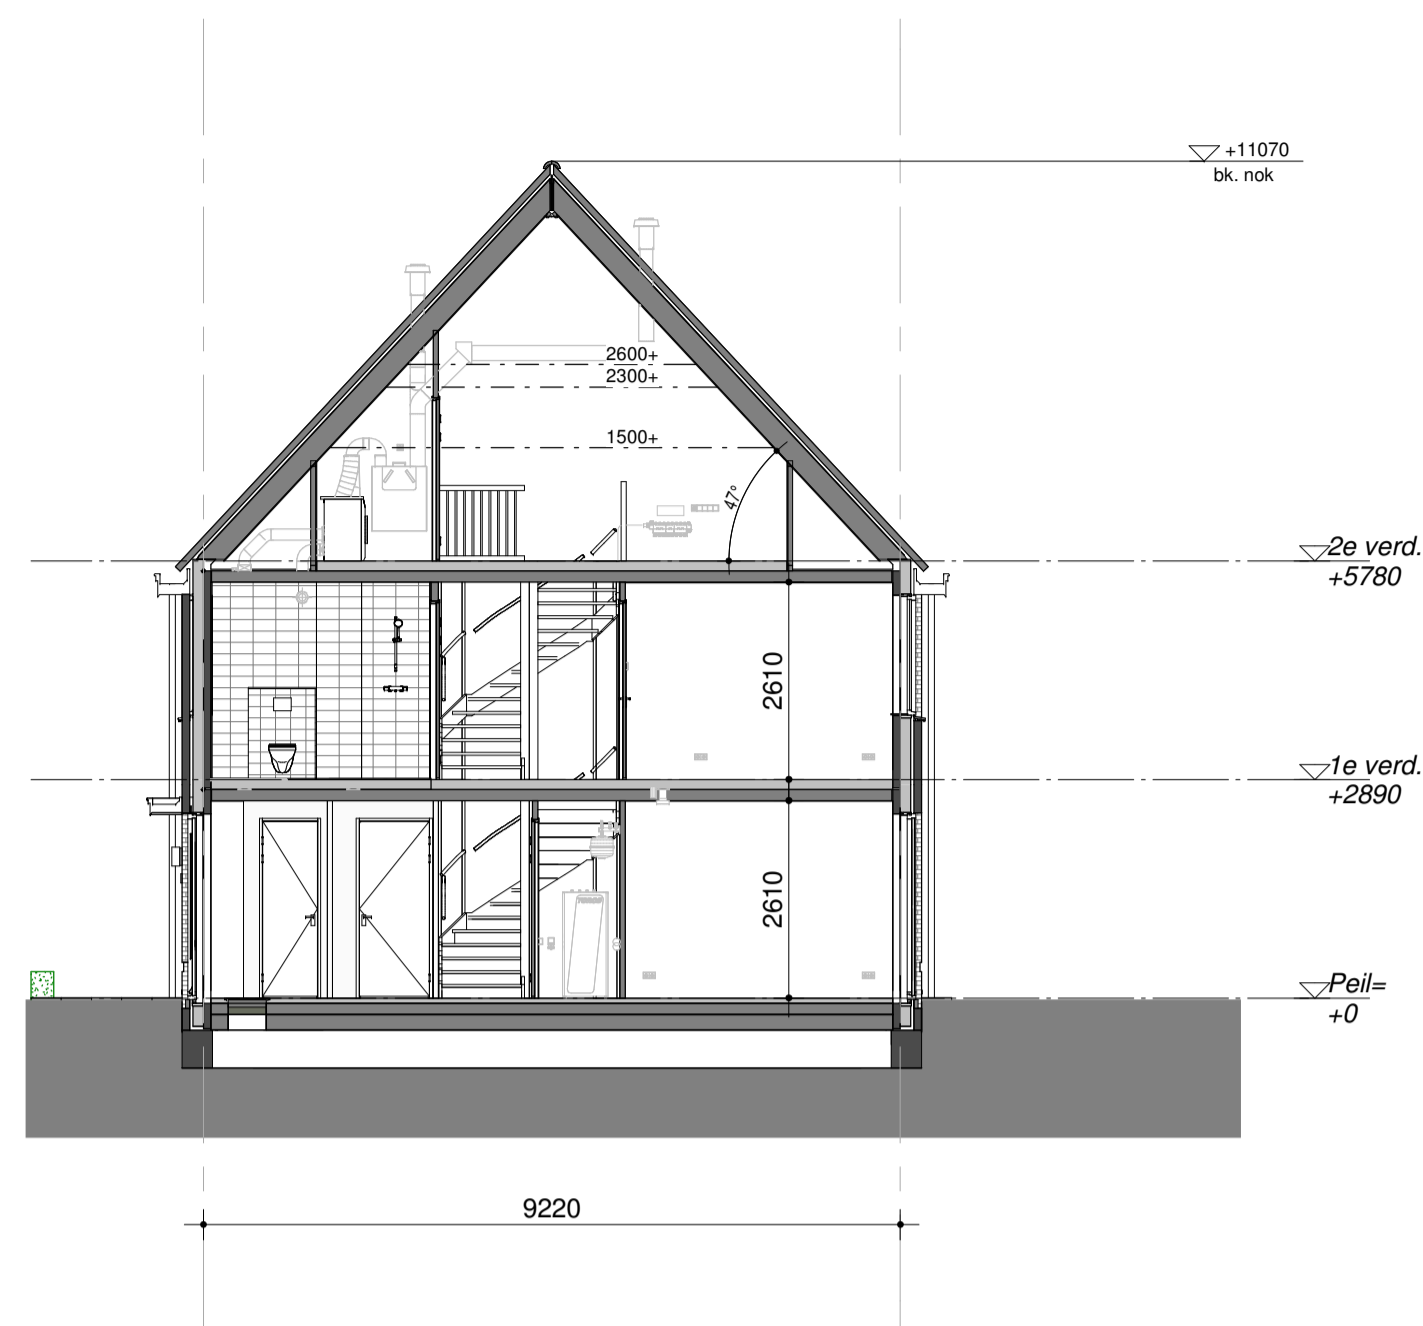 +11070
bk. nok
2600+
2300+
1500+
47°
2e verd.
+5780
2610
1e verd.
+2890
2610
Peil=
+0
9220